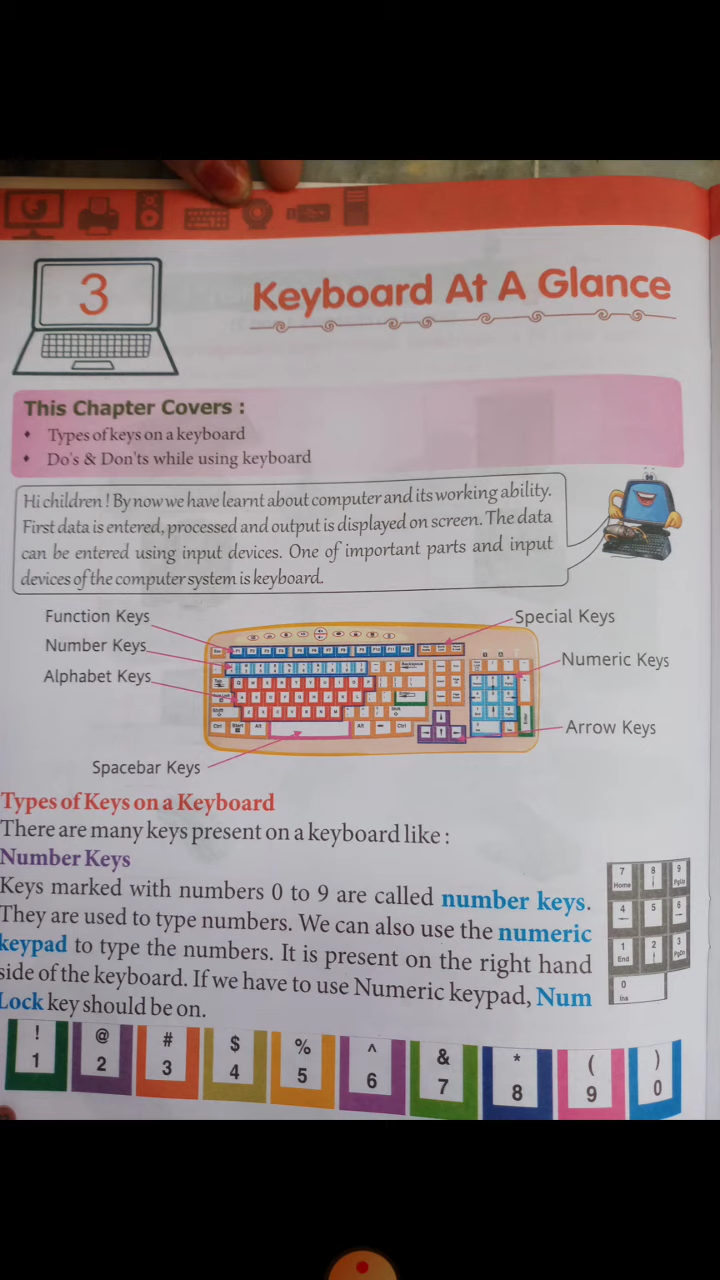 3
Keyboard At A Glance
This Chapter Covers :
Types of keys on a keyboard
Do's & Don'ts while using keyboard
Hi children ! By now we have learnt about computer and its working ability.
First data is entered, processed and output is displayed on screen. The data
can be entered using input devices. One of important parts and input
devices of the computer system is keyboard.
Function Keys
Special Keys
Number Keys
Numeric Keys
Alphabet Keys
Arrow Keys
Spacebar Keys
Types of Keys on a Keyboard
There are many keys present on a keyboard like :
Number Keys
Keys marked with numbers 0 to 9 are called number keys.
They are used to type numbers. We can also use the numeric
keypad to type the numbers. It is present on the right hand
side of the keyboard. If we have to use Numeric keypad, Num
Lock key should be on.
7 8 9
Home PgUp
4 5 6
1 2 3
End PgDn
0
Ins
! @ # $ % ^ & * ( )
1 2 3 4 5 6 7 8 9 0